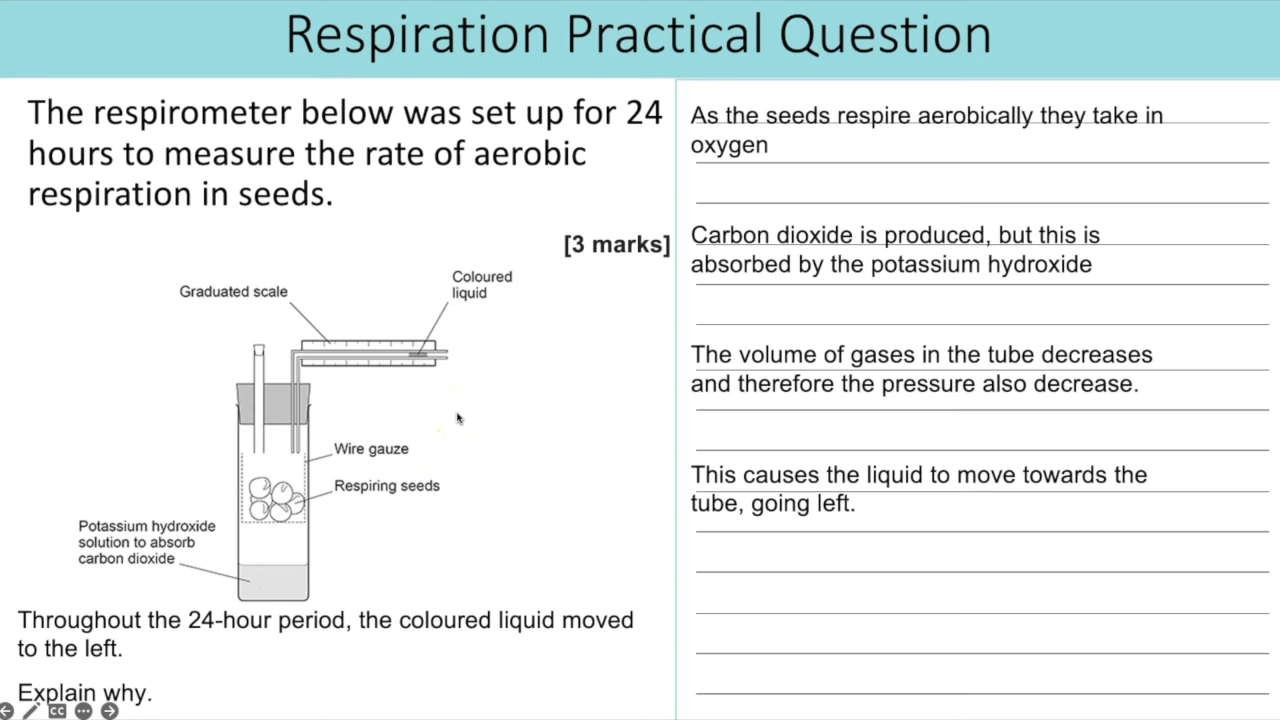 Respiration Practical Question
The respirometer below was set up for 24
hours to measure the rate of aerobic
respiration in seeds.
[3 marks]
Graduated scale
Coloured
liquid
Wire gauze
Respiring seeds
Potassium hydroxide
solution to absorb
carbon dioxide
Throughout the 24-hour period, the coloured liquid moved
to the left.
Explain why.
CC
As the seeds respire aerobically they take in
oxygen
Carbon dioxide is produced, but this is
absorbed by the potassium hydroxide
The volume of gases in the tube decreases
and therefore the pressure also decrease.
This causes the liquid to move towards the
tube, going left.